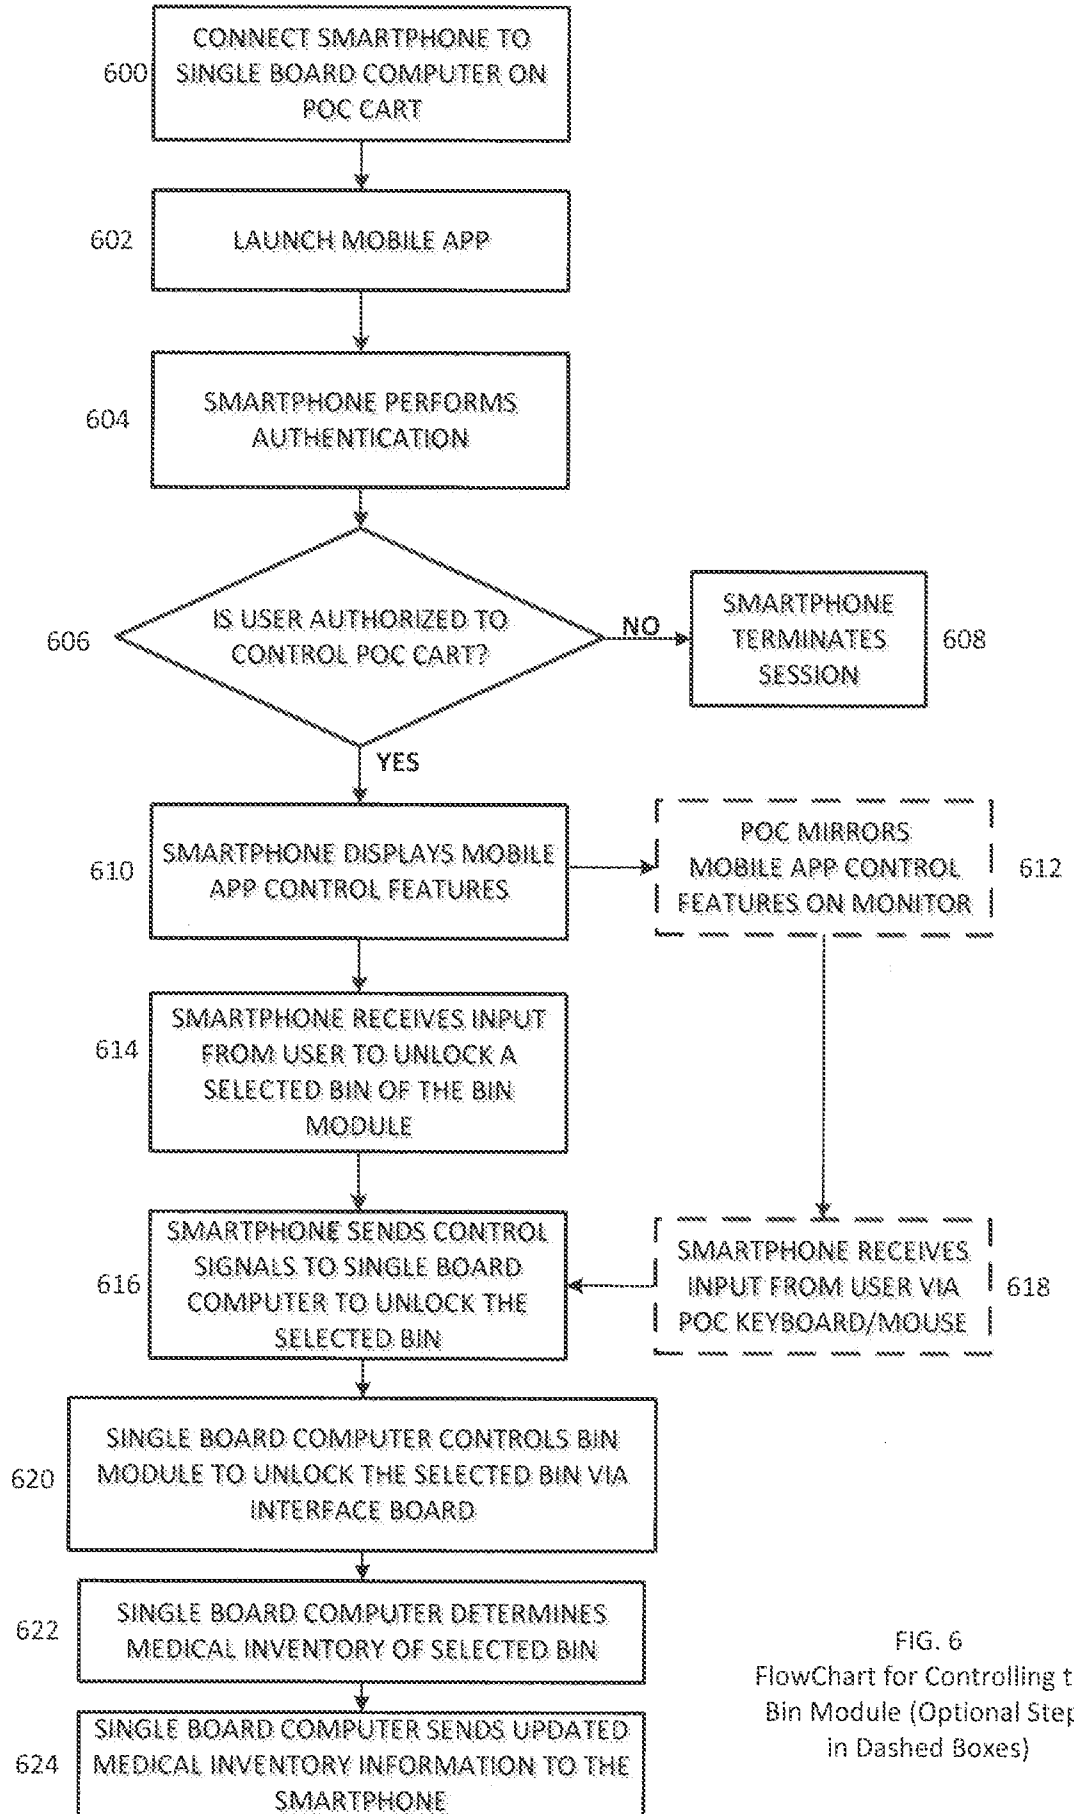 CONNECT SMARTPHONE TO
600
SINGLE BOARD COMPUTER ON
POC CART
602
LAUNCH MOBILE APP
SMARTPHONE PERFORMS
604
AUTHENTICATION
IS USER AUTHORIZED TO
606
CONTROL POC CART?
NO
SMARTPHONE
TERMINATES
608
SESSION
YES
SMARTPHONE DISPLAYS MOBILE
610
APP CONTROL FEATURES
POC MIRRORS
MOBILE APP CONTROL
612
FEATURES ON MONITOR
SMARTPHONE RECEIVES INPUT
614
FROM USER TO UNLOCK A
SELECTED BIN OF THE BIN
MODULE
SMARTPHONE SENDS CONTROL
SIGNALS TO SINGLE BOARD
616
COMPUTER TO UNLOCK THE
SELECTED BIN
SMARTPHONE RECEIVES
INPUT FROM USER VIA
618
POC KEYBOARD/MOUSE
SINGLE BOARD COMPUTER CONTROLS BIN
620
MODULE TO UNLOCK THE SELECTED BIN VIA
INTERFACE BOARD
SINGLE BOARD COMPUTER DETERMINES
622
MEDICAL INVENTORY OF SELECTED BIN
SINGLE BOARD COMPUTER SENDS UPDATED
624
MEDICAL INVENTORY INFORMATION TO THE
SMARTPHONE
FIG. 6
FlowChart for Controlling t
Bin Module (Optional Step
in Dashed Boxes)